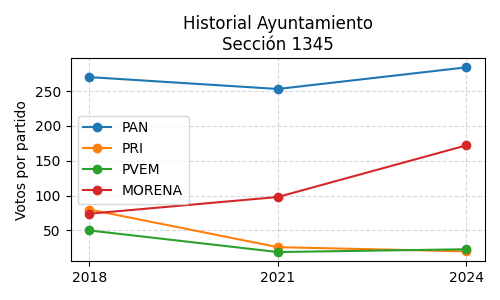 Historial Ayuntamiento
Sección 1345
Votos por partido
250
200
150
100
50
PAN
PRI
PVEM
MORENA
2018
2021
2024